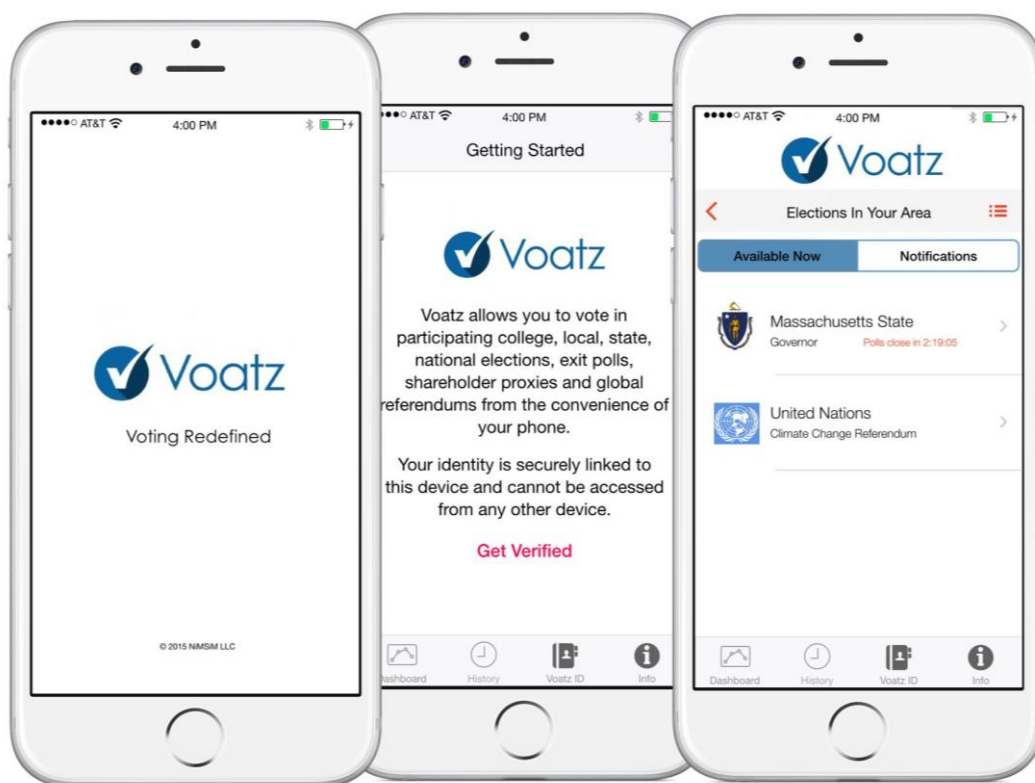 AT&T
4:00 PM
Voatz
Voting Redefined
© 2015 NiMSiM LLC
AT&T
4:00 PM
Getting Started
Voatz
Voatz allows you to vote in
participating college, local, state,
national elections, exit polls,
shareholder proxies and global
referendums from the convenience of
your phone.
Your identity is securely linked to
this device and cannot be accessed
from any other device.
Get Verified
Dashboard
History
Voatz ID
Info
AT&T
4:00 PM
Voatz
Elections In Your Area
Available Now
Notifications
Massachusetts State
Governor
Polls close in 2:19:05
United Nations
Climate Change Referendum
Dashboard
History
Voatz ID
Info